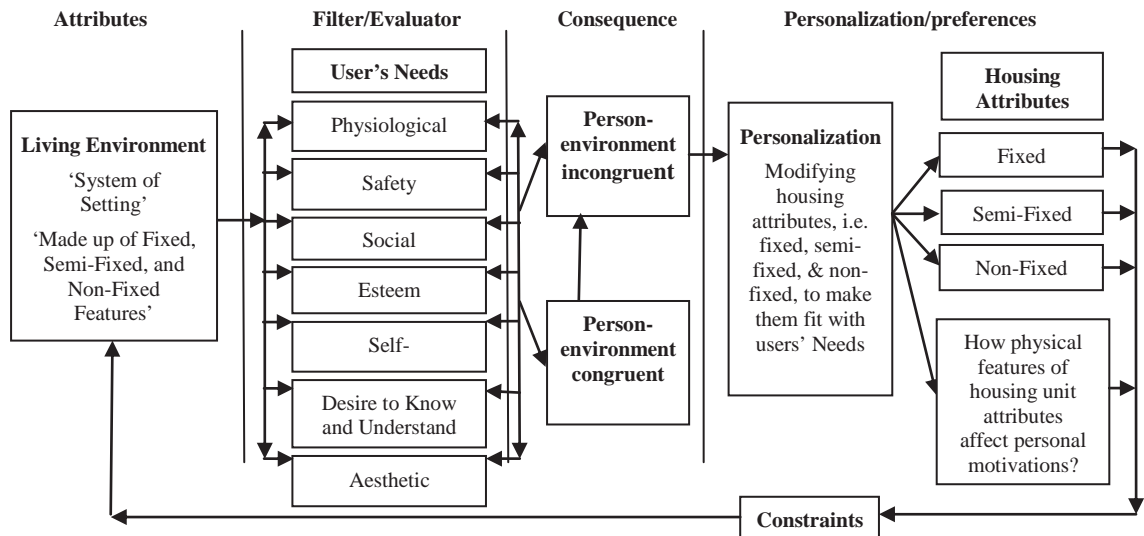 Attributes
Filter/Evaluator
Consequence
Personalization/preferences
Living Environment
‘System of
Setting’
‘Made up of Fixed,
Semi-Fixed, and
Non-Fixed
Features’
User’s Needs
Physiological
Safety
Social
Esteem
Self-
Desire to Know
and Understand
Aesthetic
Person-
environment
incongruent
Person-
environment
congruent
Personalization
Modifying
housing
attributes, i.e.
fixed, semi-
fixed, & non-
fixed, to make
them fit with
users’ Needs
Housing
Attributes
Fixed
Semi-Fixed
Non-Fixed
How physical
features of
housing unit
attributes
affect personal
motivations?
Constraints